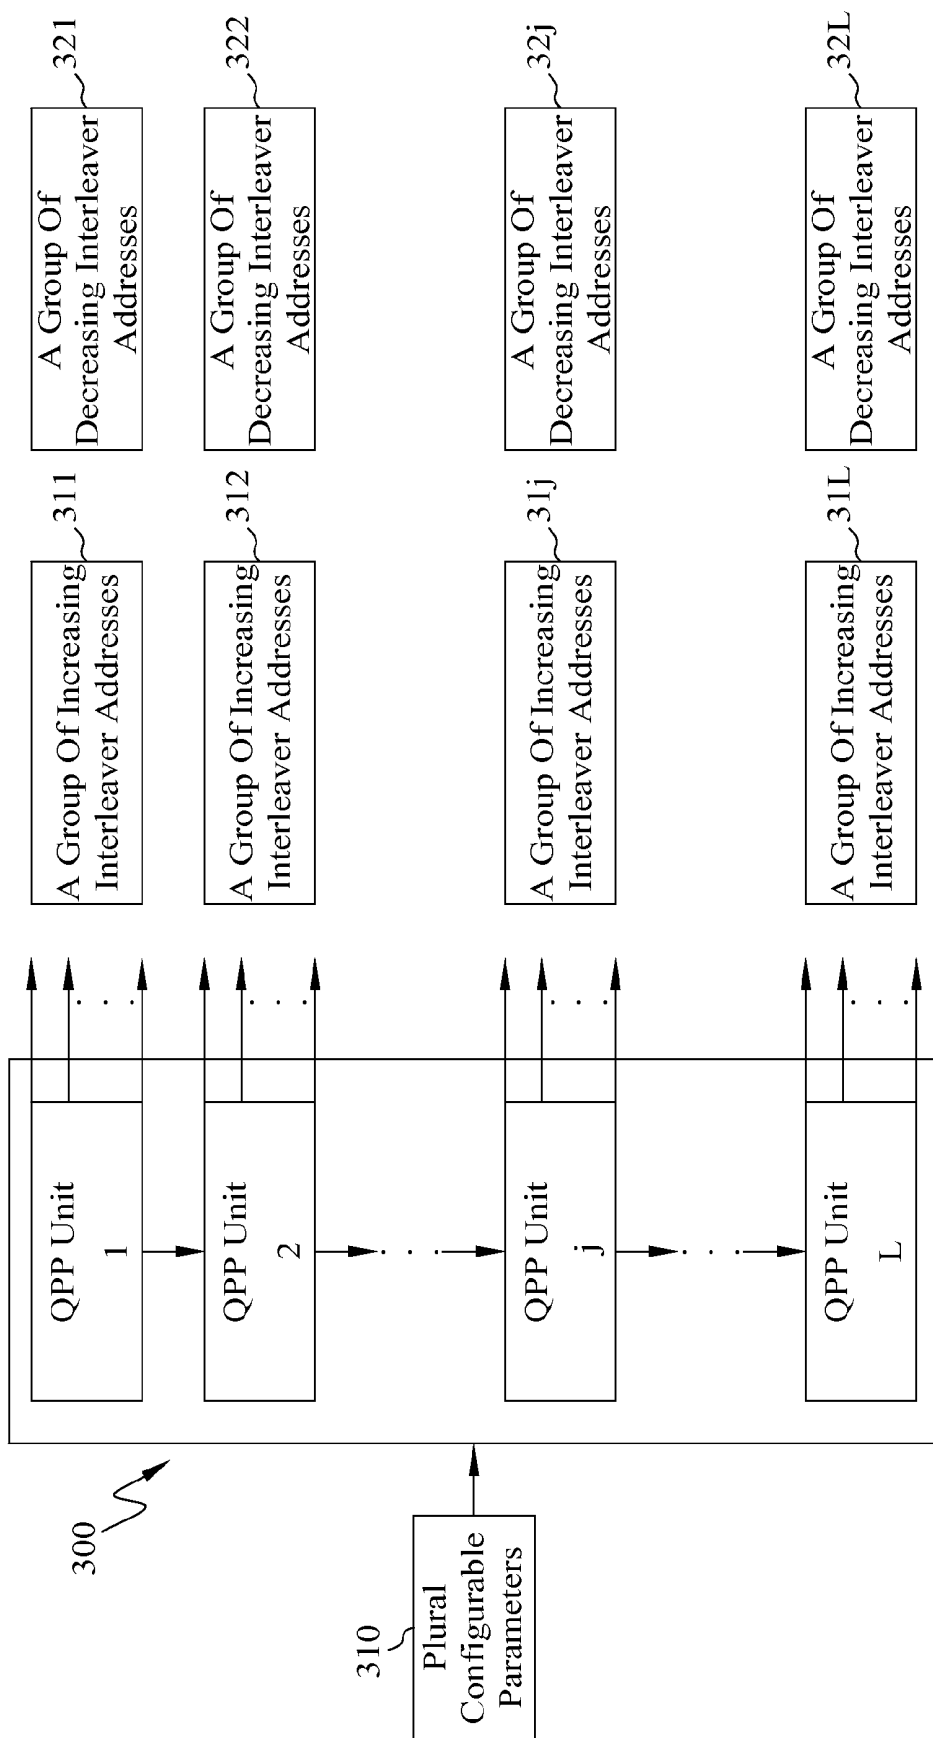 300
310
Plural
Configurable
Parameters
QPP Unit
1
QPP Unit
2
. . .
QPP Unit
j
. . .
QPP Unit
L
. . .
. . .
. . .
. . .
A Group Of Increasing
Interleaver Addresses
311
A Group Of Increasing
Interleaver Addresses
312
A Group Of Increasing
Interleaver Addresses
31j
A Group Of Increasing
Interleaver Addresses
31L
A Group Of
Decreasing Interleaver
Addresses
321
A Group Of
Decreasing Interleaver
Addresses
322
A Group Of
Decreasing Interleaver
Addresses
32j
A Group Of
Decreasing Interleaver
Addresses
32L